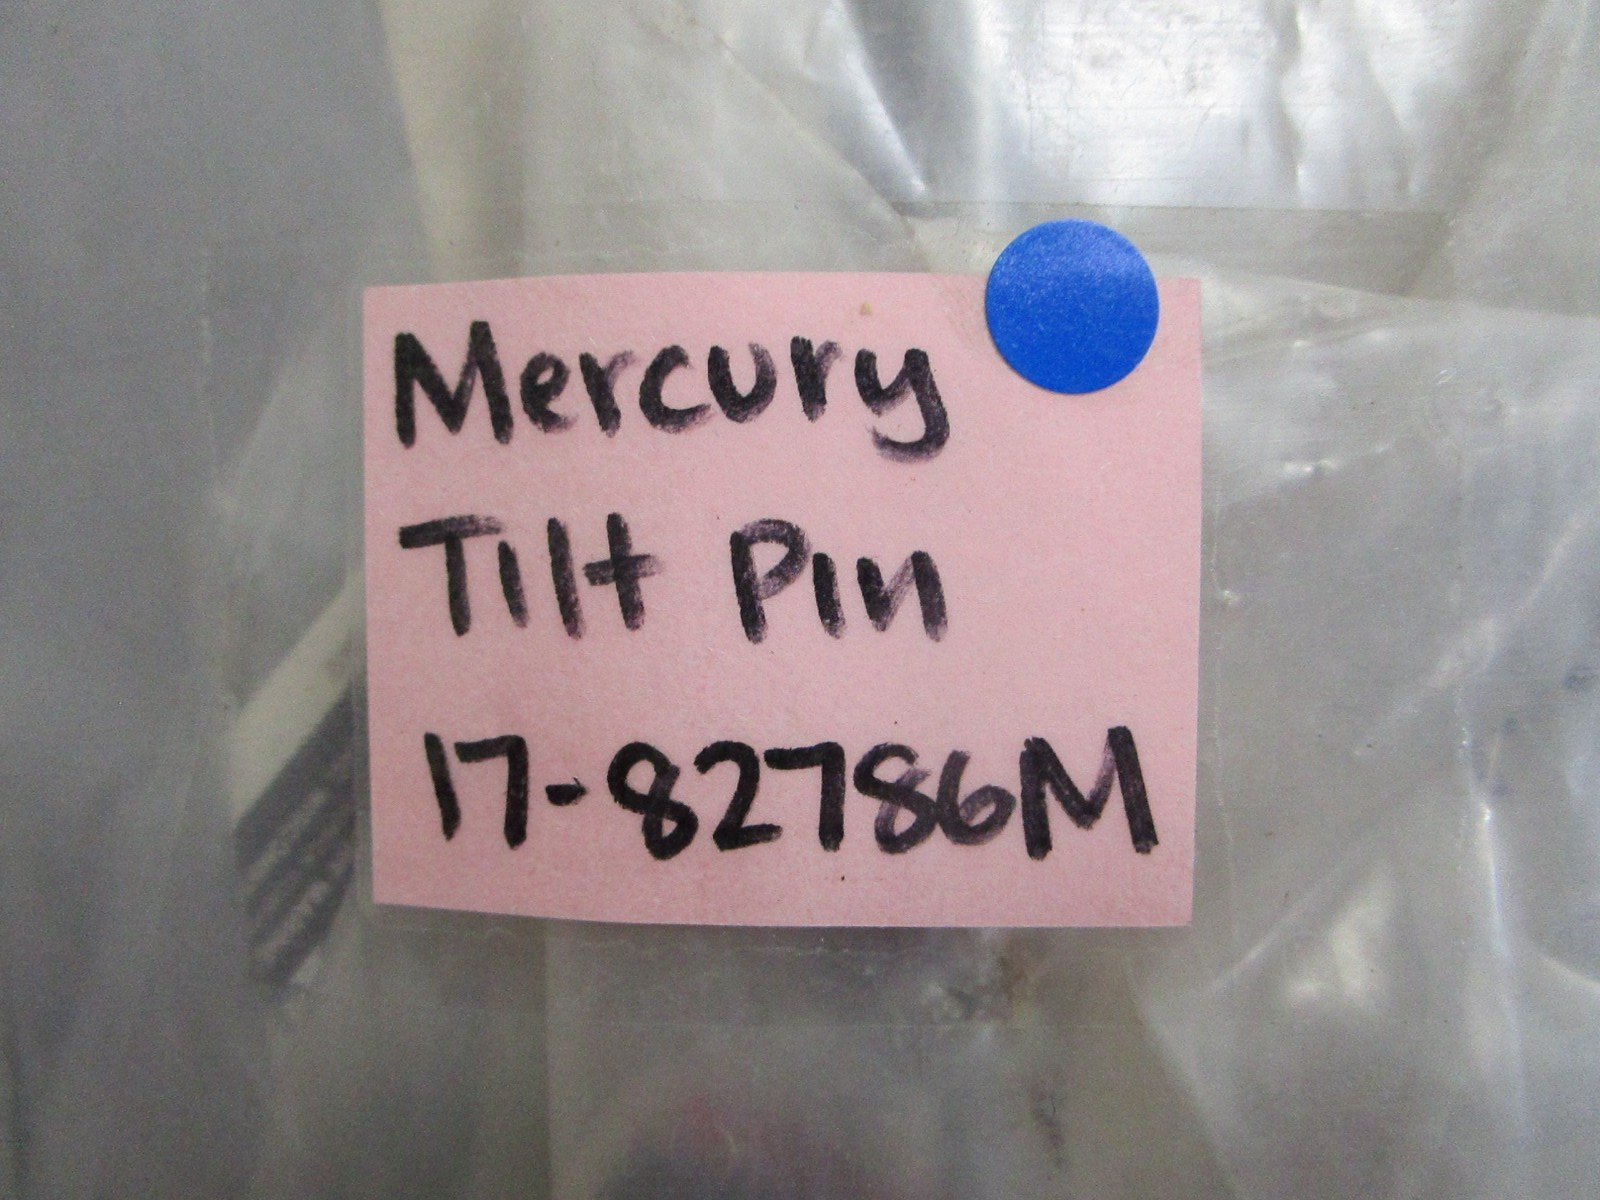 Mercury
Tilt Pin
17-82786M